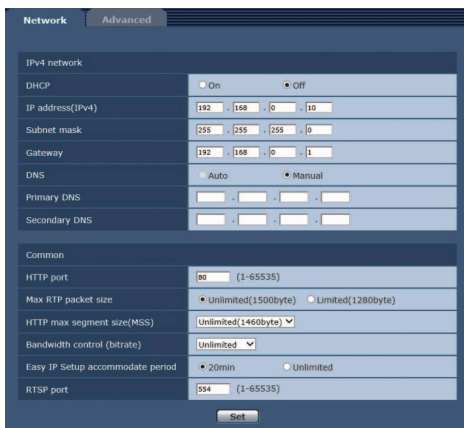 Network Advanced
IPv4 network
DHCP On Off
IP address(IPv4) 192 . 168 . 0 . 10
Subnet mask 255 . 255 . 255 . 0
Gateway 192 . 168 . 0 . 1
DNS Auto Manual
Primary DNS . . .
Secondary DNS . . .
Common
HTTP port 80 (1-65535)
Max RTP packet size Unlimited(1500byte) Limited(1280byte)
HTTP max segment size(MSS) Unlimited(1460byte)
Bandwidth control (bitrate) Unlimited
Easy IP Setup accommodate period 20min Unlimited
RTSP port 554 (1-65535)
Set